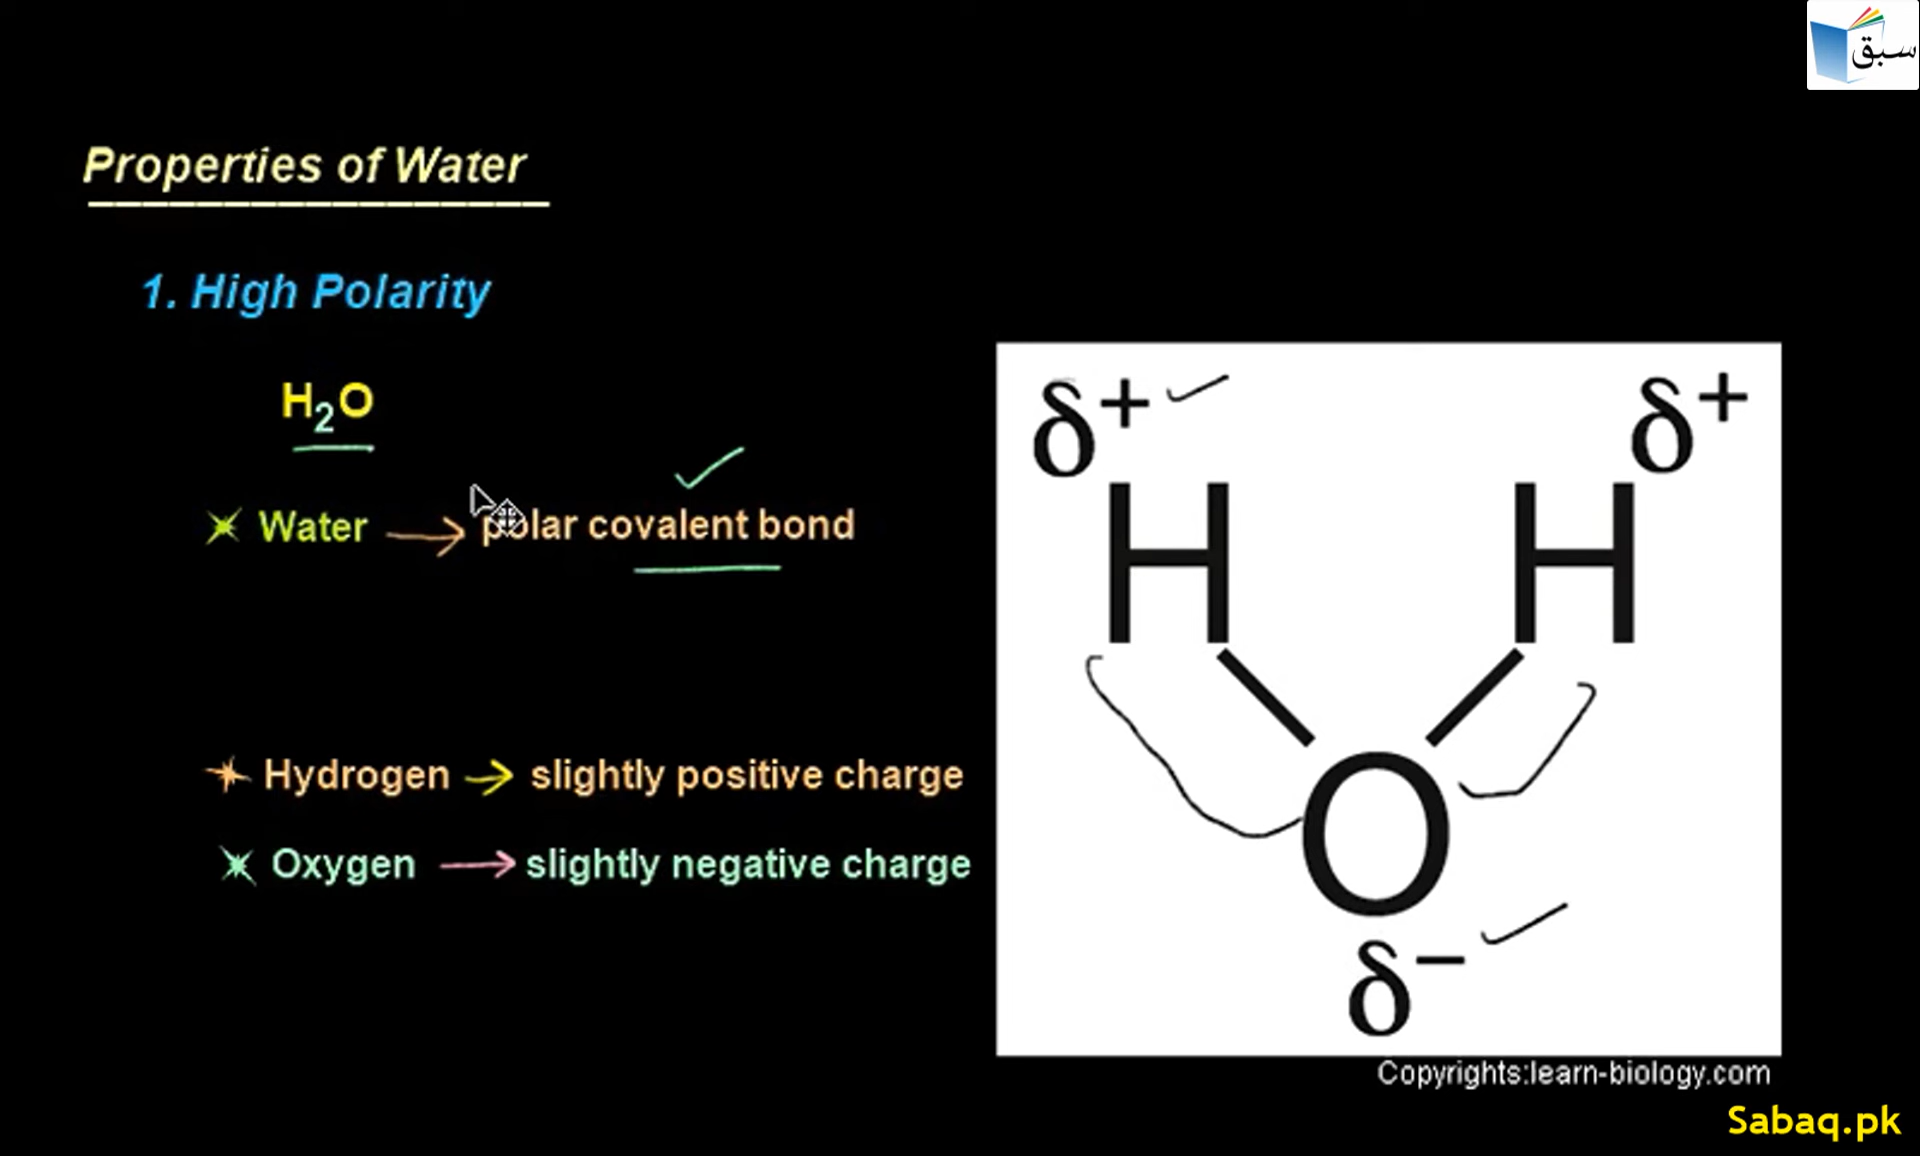 سبق
Properties of Water
1. High Polarity
H₂O
Water → polar covalent bond
Hydrogen → slightly positive charge
Oxygen → slightly negative charge
δ⁺ δ⁺
H H
O
δ⁻
Copyrights:learn-biology.com
Sabaq.pk